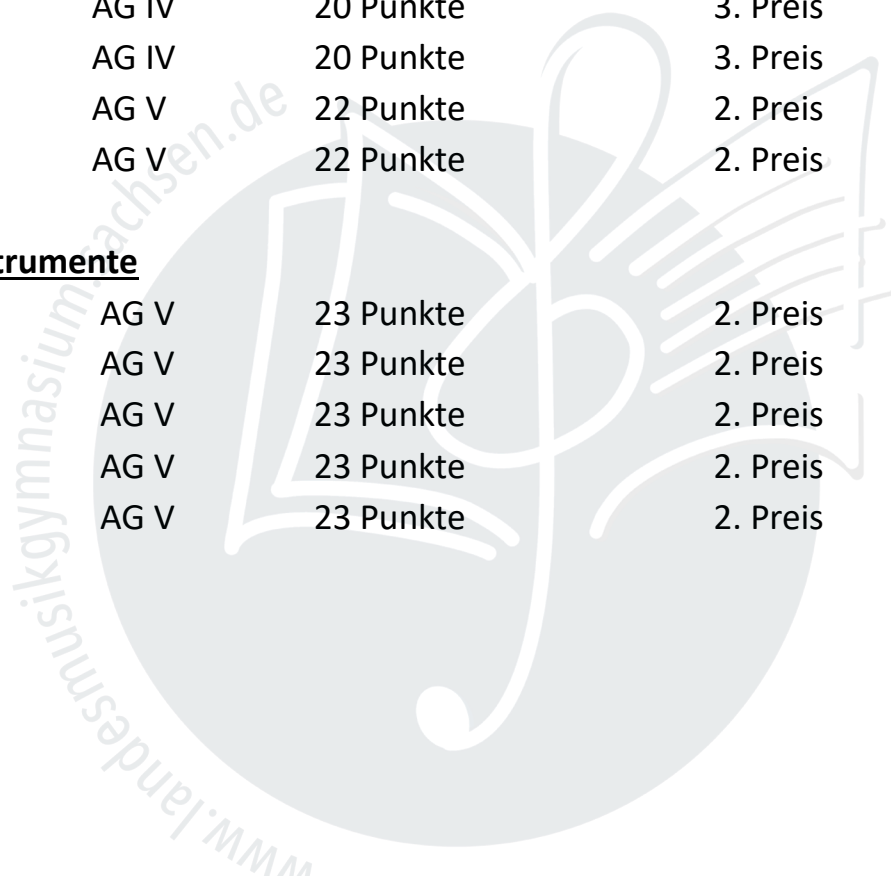 AG IV 20 Punkte 3. Preis
AG IV 20 Punkte 3. Preis
AG V 22 Punkte 2. Preis
AG V 22 Punkte 2. Preis
trumente
AG V 23 Punkte 2. Preis
AG V 23 Punkte 2. Preis
AG V 23 Punkte 2. Preis
AG V 23 Punkte 2. Preis
AG V 23 Punkte 2. Preis
www.landesmusikgymnasium.sachsen.de